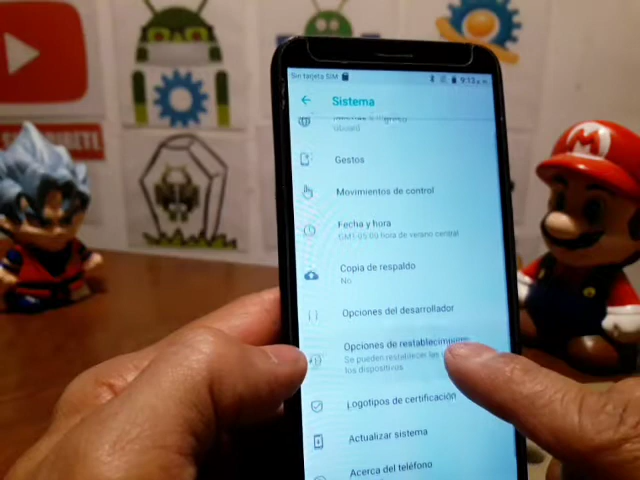 Sin tarjeta SIM
9:12 a.m.
Sistema
Gboard
Gestos
Movimientos de control
Fecha y hora
GMT-05:00 hora de verano central
Copia de respaldo
No
Opciones del desarrollador
Opciones de
Se pueden restablecer las
los dispositivos
Logotipos de certificación
Actualizar sistema
Acerca del teléfono